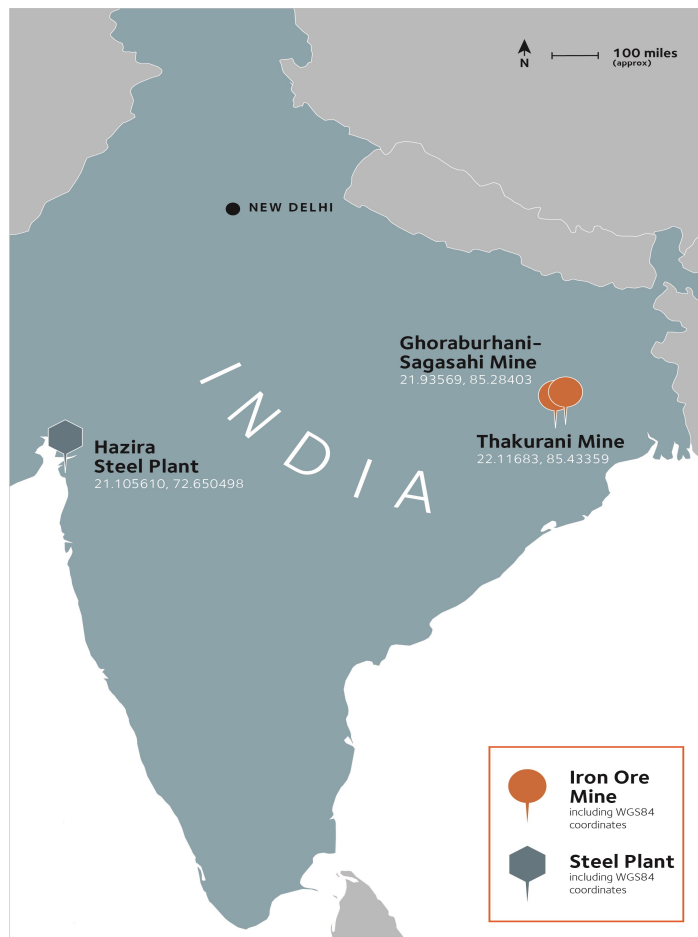 N
100 miles
(approx)
NEW DELHI
Ghoraburhani-
Sagasahi Mine
21.93569, 85.28403
INDIA
Hazira
Steel Plant
21.105610, 72.650498
Thakurani Mine
22.11683, 85.43359
Iron Ore
Mine
including WGS84
coordinates
Steel Plant
including WGS84
coordinates